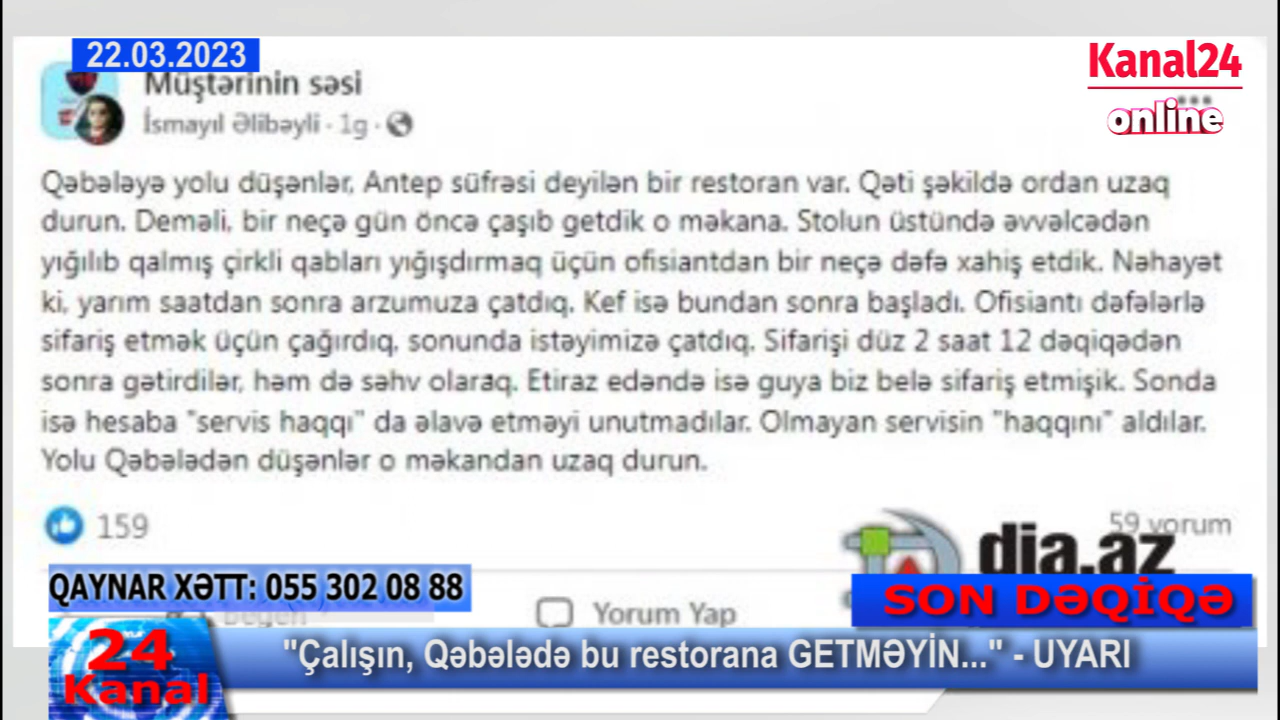 22.03.2023
Kanal24
online
Müştərinin səsi
İsmayıl Əlibəyli · 1g ·
Qəbələyə yolu düşənlər, Antep süfrəsi deyilən bir restoran var. Qəti şəkildə ordan uzaq
durun. Deməli, bir neçə gün öncə çaşıb getdik o məkana. Stolun üstündə əvvəlcədən
yığılıb qalmış çirkli qabları yığışdırmaq üçün ofisiantdan bir neçə dəfə xahiş etdik. Nəhayət
ki, yarım saatdan sonra arzumuza çatdıq. Kef isə bundan sonra başladı. Ofisiantı dəfələrlə
sifariş etmək üçün çağırdıq, sonunda istəyimizə çatdıq. Sifarişi düz 2 saat 12 dəqiqədən
sonra gətirdilər, həm də səhv olaraq. Etiraz edəndə isə guya biz belə sifariş etmişik. Sonda
isə hesaba "servis haqqı" da əlavə etməyi unutmadılar. Olmayan servisin "haqqını" aldılar.
Yolu Qəbələdən düşənlər o məkandan uzaq durun.
159
59 yorum
dia.az
QAYNAR XƏTT: 055 302 08 88
SON DƏQİQƏ
Beğen
Yorum Yap
24
Kanal
"Çalışın, Qəbələdə bu restorana GETMƏYİN..." - UYARI